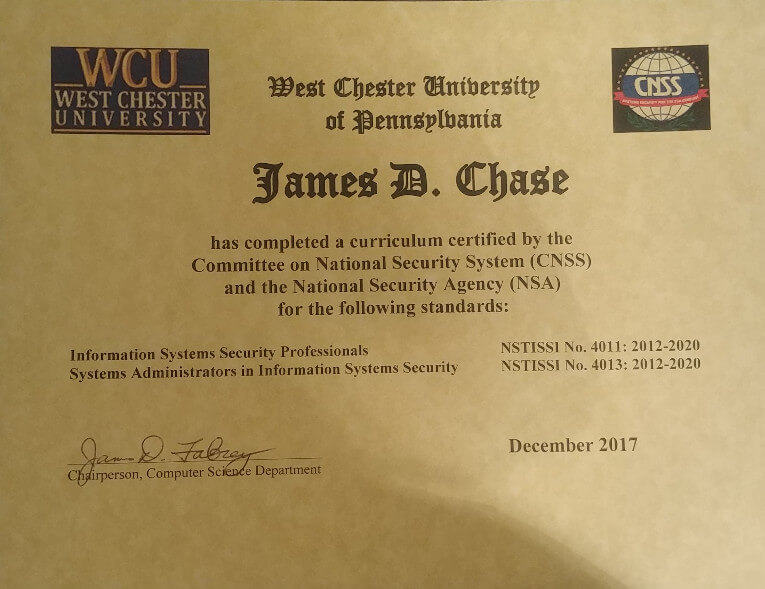 WCU
WEST CHESTER
UNIVERSITY
CNSS
West Chester University
of Pennsylvania
James D. Chase
has completed a curriculum certified by the
Committee on National Security System (CNSS)
and the National Security Agency (NSA)
for the following standards:
Information Systems Security Professionals NSTISSI No. 4011: 2012-2020
Systems Administrators in Information Systems Security NSTISSI No. 4013: 2012-2020
James D. Fabrey
Chairperson, Computer Science Department
December 2017